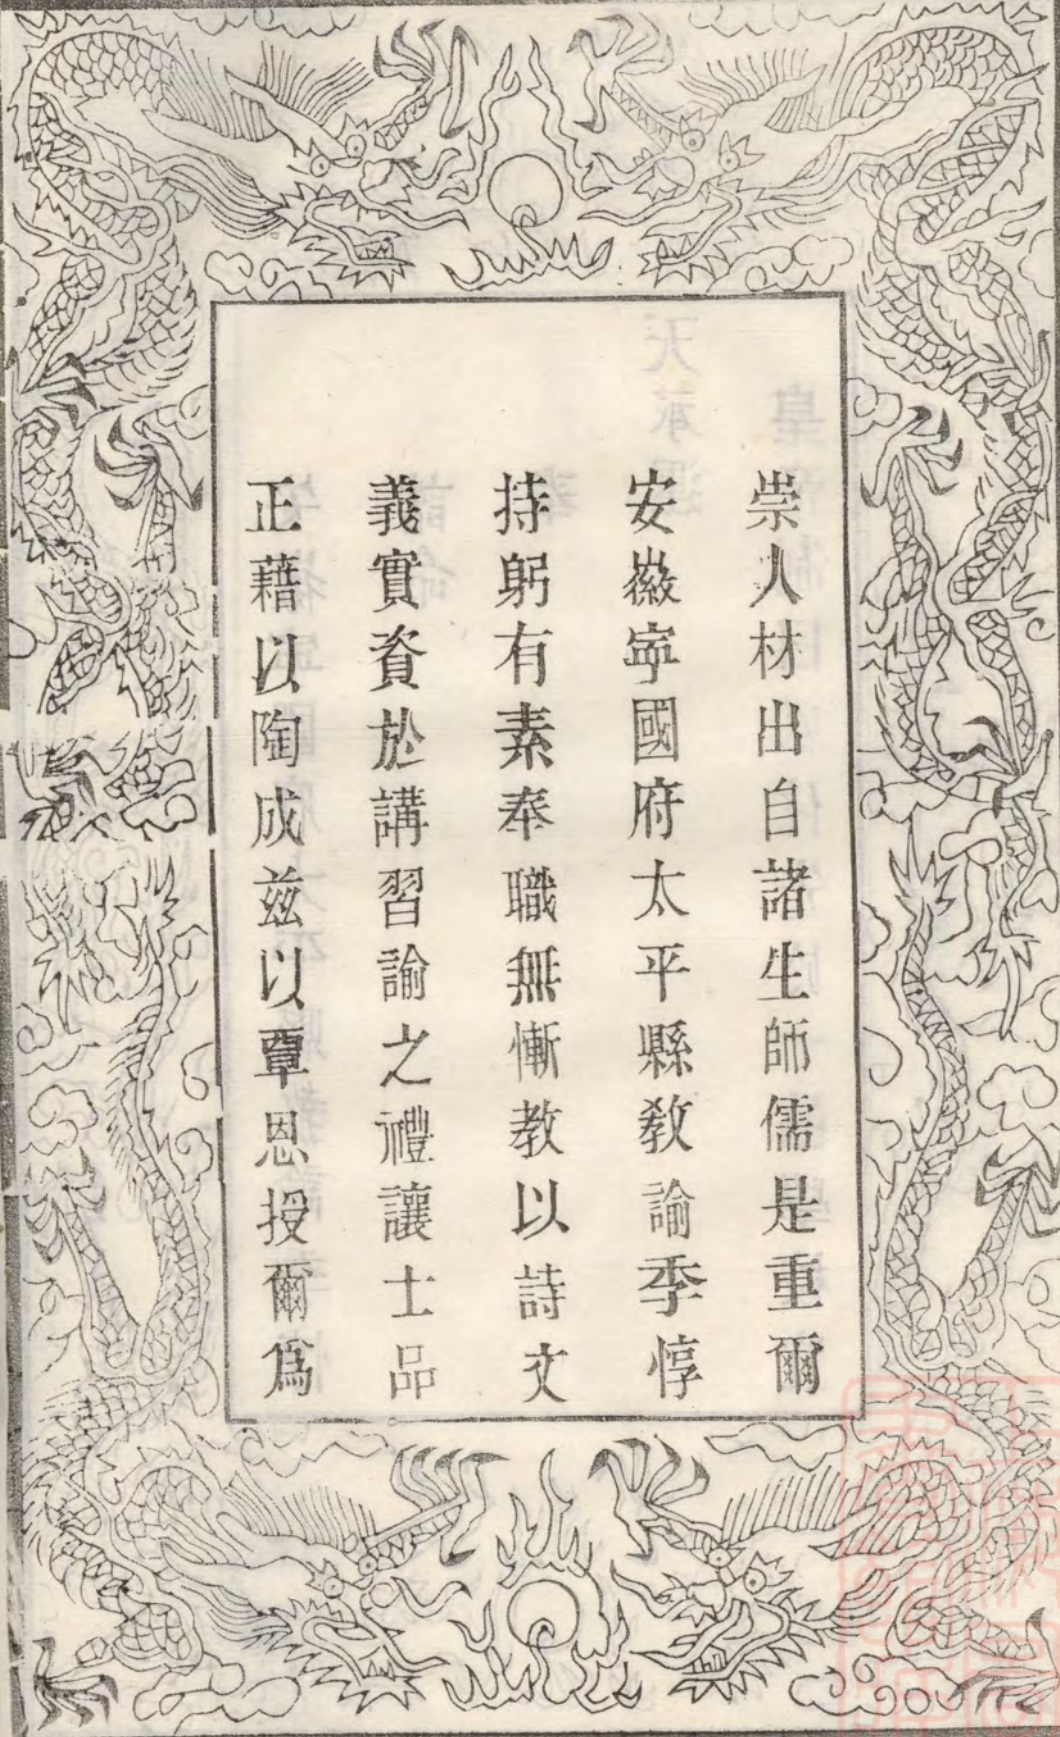 崇人材出自諸生師儒是重爾
安徽寧國府太平縣教諭季惇
持躬有素奉職無慚教以詩文
義實資於講習諭之禮讓士品
正藉以陶成兹以覃恩授爾為